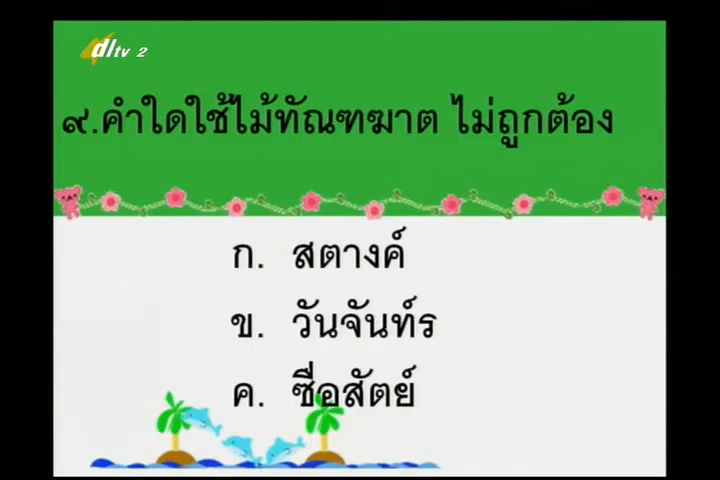 dltv 2
๙.คำใดใช้ไม้ทัณฑฆาต ไม่ถูกต้อง
ก. สตางค์
ข. วันจันท์ร
ค. ซื่อสัตย์